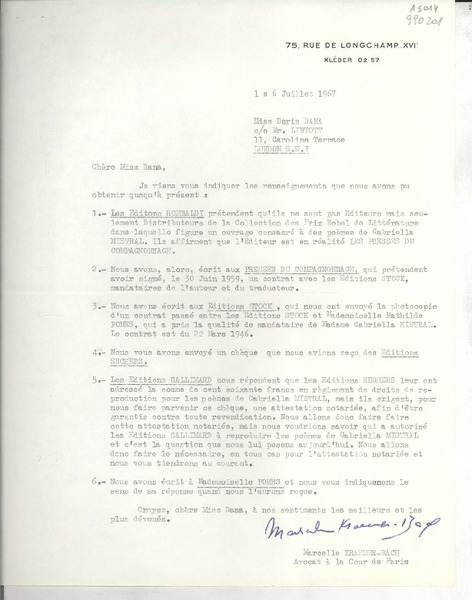 15014
990201
75, RUE DE LONGCHAMP. XVI
KLÉBER 02 57
l e 6 Juillet 1967
Miss Doris DANA
c/o Mr. LINTOTT
11, Caroline Terrace
LONDON S.W.I
Chère Miss Dana,
Je viens vous indiquer les renseignements que nous avons pu
obtenir qusqu'à présent :
1.- Les Editons ROMBALDI prétendent qu'ils ne sont pas Editeurs mais seu-
lement Distributeurs de la Collection des Prix Nobel de Littérature
dans laquelle figure un ouvrage consacré à des poèmes de Gabriella
MISTRAL. Ils affirment que l'Editeur est en réalité LES PRESSES DU
COMPAGNONNAGE.
2.- Nous avons, alors, écrit aux PRESSES DU COMPAGNONNAGE, qui prétendent
avoir signé, le 30 Juin 1959, un contrat avec les Editions STOCK,
mandataires de l'auteur et du traducteur.
3.- Nous avons écrit aux Editions STOCK , qui nous ont envoyé la photocopie
d'un contrat passé entre les Editions STOCK et Mademoiselle Mathilde
POMES, qui a pris la qualité de mandataire de Madame Gabriella MISTRAL.
Le contrat est du 22 Mars 1946.
4.- Nous vous avons envoyé un chèque que nous avions reçu des Editions
SEGHERS.
5.- Les Editions GALLIMARD nous répondent que les Editions SEGHERS leur ont
adressé la somme de cent soixante francs en règlement de droits de re-
production pour les poèmes de Gabriella MISTRAL mais ils exigent, pour
nous faire parvenir ce chèque, une attestation notariée, afin d'être
garantis contre toute revendication. Nous allons donc faire faire
cette attestation notariée, mais nous voudrions savoir qui a autorisé
les Editions GALLIMARD à reproduire les poèmes de Gabriella MISTRAL
et c'est la question que nous lui posons aujourd'hui. Nous allons
donc faire le nécessaire, en tous cas pour l'attestation notariée et
nous vous tiendrons au courant.
6.- Nous avons écrit à Mademoiselle POMES et nous vous indiquerons le
sens de sa réponse quand nous l'aurons reçue.
Croyez, chère Miss Dana, à nos sentiments les meilleurs et les
plus dévoués.
Marcelle Kraemer-Bach
Marcelle KRAEMER-BACH
Avocat à la Cour de Paris